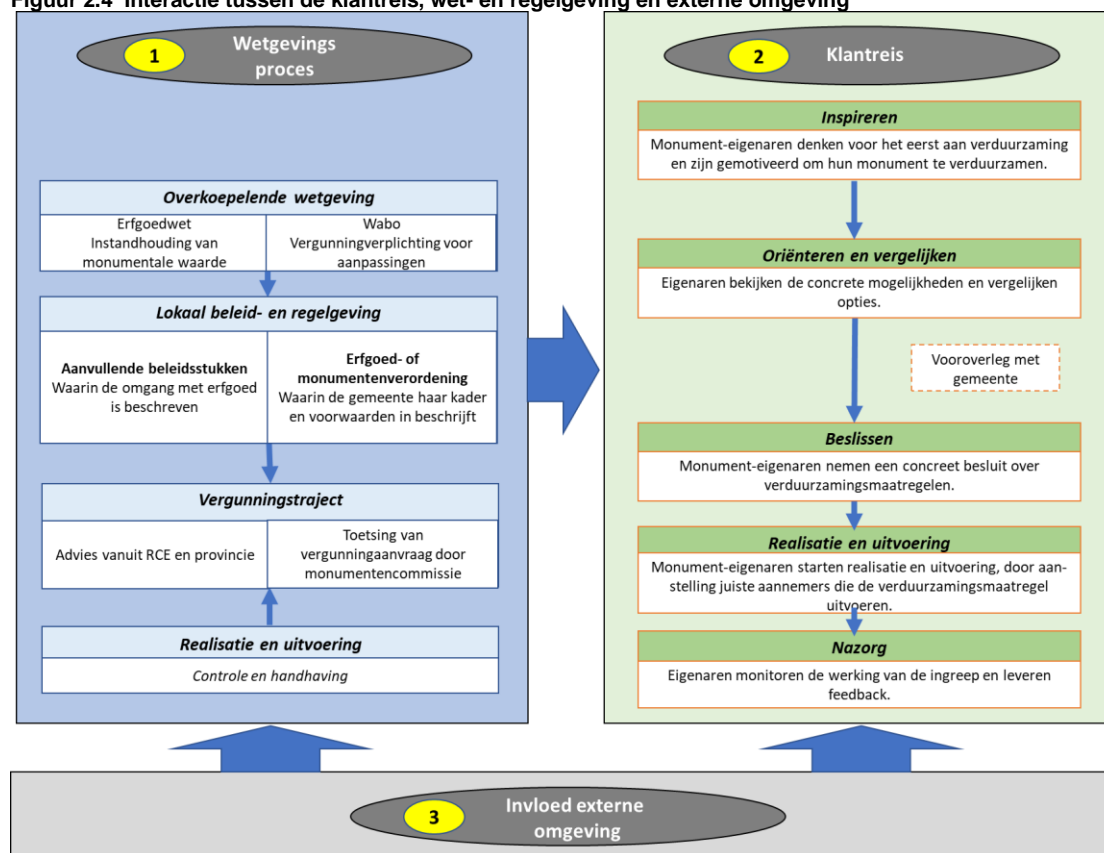 Figuur 2.4 Interactie tussen de klantreis, wet- en regelgeving en externe omgeving
1
Wetgevings
proces
Overkoepelende wetgeving
Erfgoedwet
Instandhouding van
monumentale waarde
Wabo
Vergunningverplichting voor
aanpassingen
Lokaal beleid- en regelgeving
Aanvullende beleidsstukken
Waarin de omgang met erfgoed
is beschreven
Erfgoed- of
monumentenverordening
Waarin de gemeente haar kader
en voorwaarden in beschrijft
Vergunningstraject
Advies vanuit RCE en provincie
Toetsing van
vergunningaanvraag door
monumentencommissie
Realisatie en uitvoering
Controle en handhaving
2
Klantreis
Inspireren
Monument-eigenaren denken voor het eerst aan verduurzaming
en zijn gemotiveerd om hun monument te verduurzamen.
Oriënteren en vergelijken
Eigenaren bekijken de concrete mogelijkheden en vergelijken
opties.
Vooroverleg met
gemeente
Beslissen
Monument-eigenaren nemen een concreet besluit over
verduurzamingsmaatregelen.
Realisatie en uitvoering
Monument-eigenaren starten realisatie en uitvoering, door aan-
stelling juiste aannemers die de verduurzamingsmaatregel
uitvoeren.
Nazorg
Eigenaren monitoren de werking van de ingreep en leveren
feedback.
3
Invloed externe
omgeving